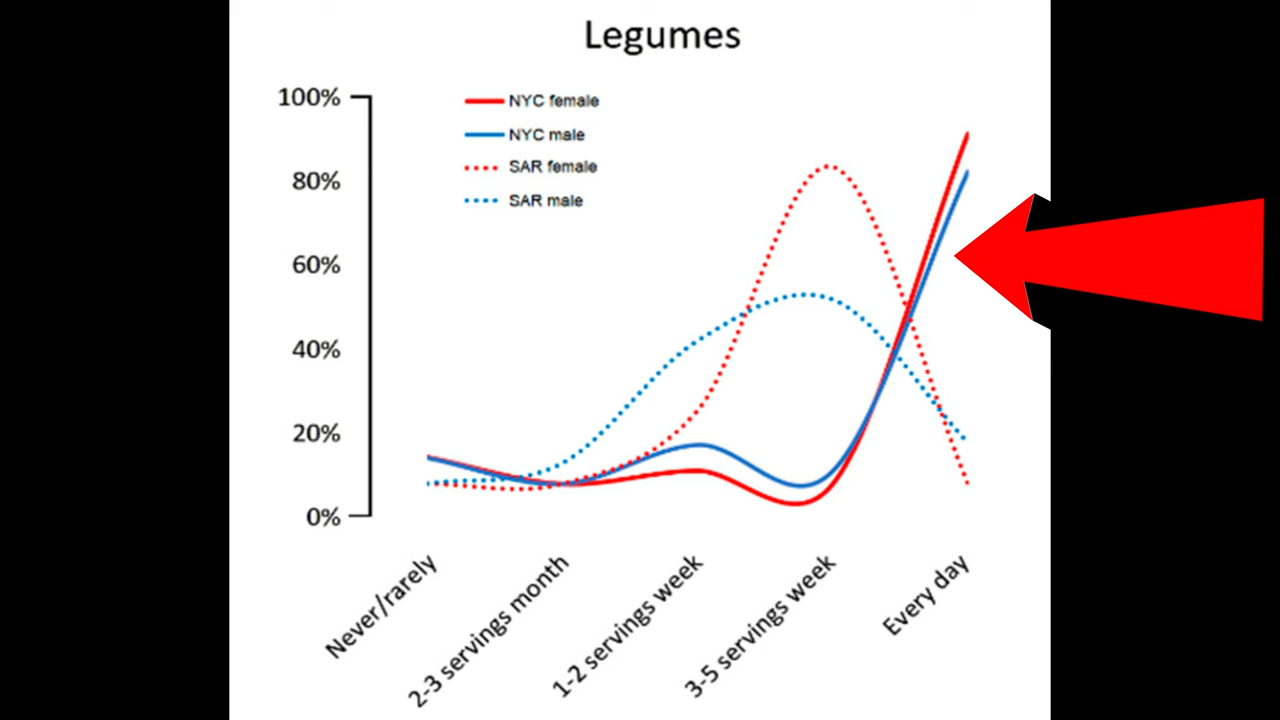 Legumes
100%
80%
60%
40%
20%
0%
NYC female
NYC male
SAR female
SAR male
Never/rarely
2-3 servings month
1-2 servings week
3-5 servings week
Every day